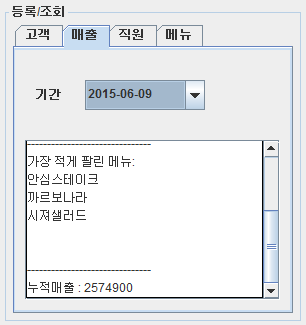 등록/조회
고객 매출 직원 메뉴
기간 2015-06-09
-------------------------------
가장 적게 팔린 메뉴:
안심스테이크
까르보나라
시져샐러드
-------------------------------
누적매출 : 2574900